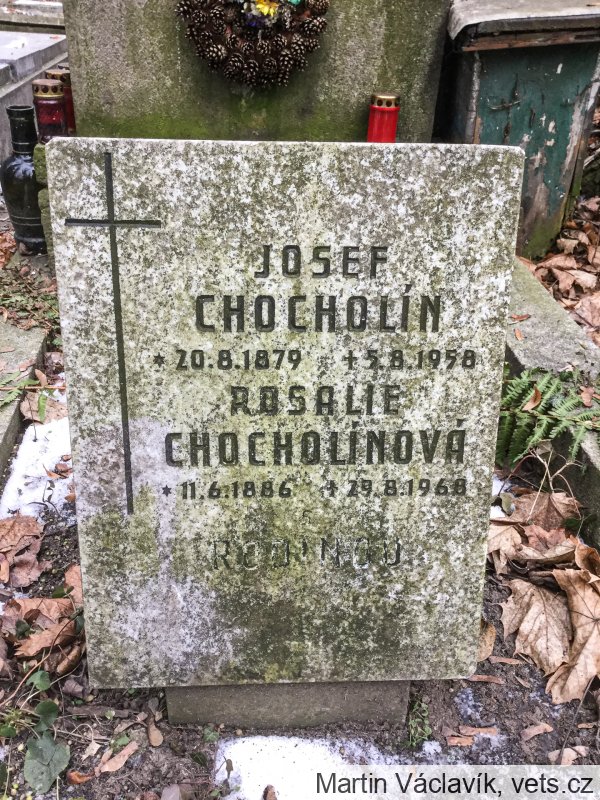 JOSEF
CHOCHOLÍN
* 20.8.1879 + 5.8.1958
ROSALIE
CHOCHOLÍNOVÁ
* 11.6.1886 + 29.8.1968
Martin Václavík, vets.cz